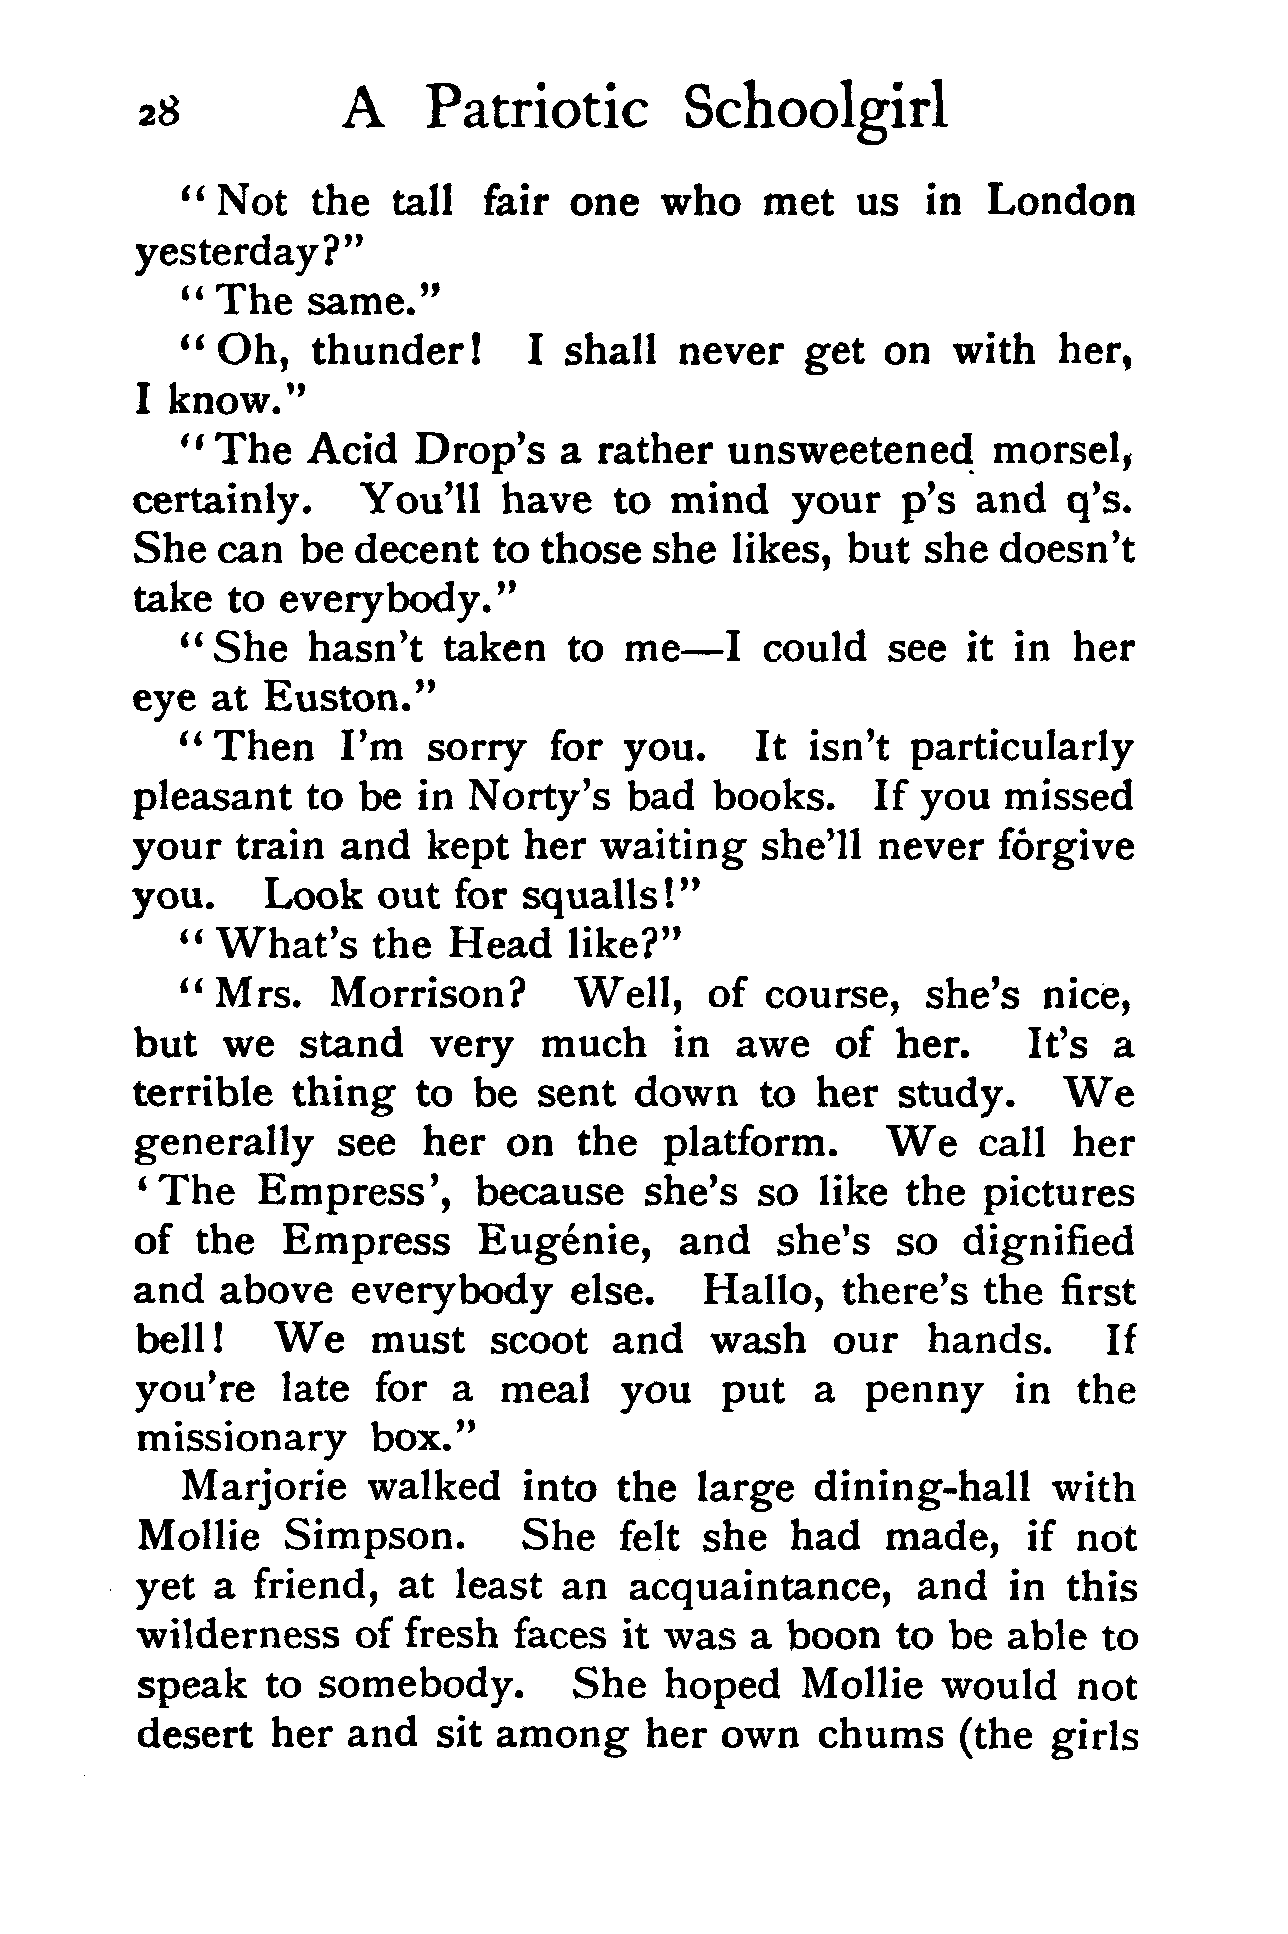 28 A Patriotic Schoolgirl
"Not the tall fair one who met us in London
yesterday?"
"The same."
"Oh, thunder! I shall never get on with her,
I know."
"The Acid Drop's a rather unsweetened morsel,
certainly. You'll have to mind your p's and q's.
She can be decent to those she likes, but she doesn't
take to everybody."
"She hasn't taken to me—I could see it in her
eye at Euston."
"Then I'm sorry for you. It isn't particularly
pleasant to be in Norty's bad books. If you missed
your train and kept her waiting she'll never forgive
you. Look out for squalls!"
"What's the Head like?"
"Mrs. Morrison? Well, of course, she's nice,
but we stand very much in awe of her. It's a
terrible thing to be sent down to her study. We
generally see her on the platform. We call her
'The Empress', because she's so like the pictures
of the Empress Eugénie, and she's so dignified
and above everybody else. Hallo, there's the first
bell! We must scoot and wash our hands. If
you're late for a meal you put a penny in the
missionary box."
Marjorie walked into the large dining-hall with
Mollie Simpson. She felt she had made, if not
yet a friend, at least an acquaintance, and in this
wilderness of fresh faces it was a boon to be able to
speak to somebody. She hoped Mollie would not
desert her and sit among her own chums (the girls